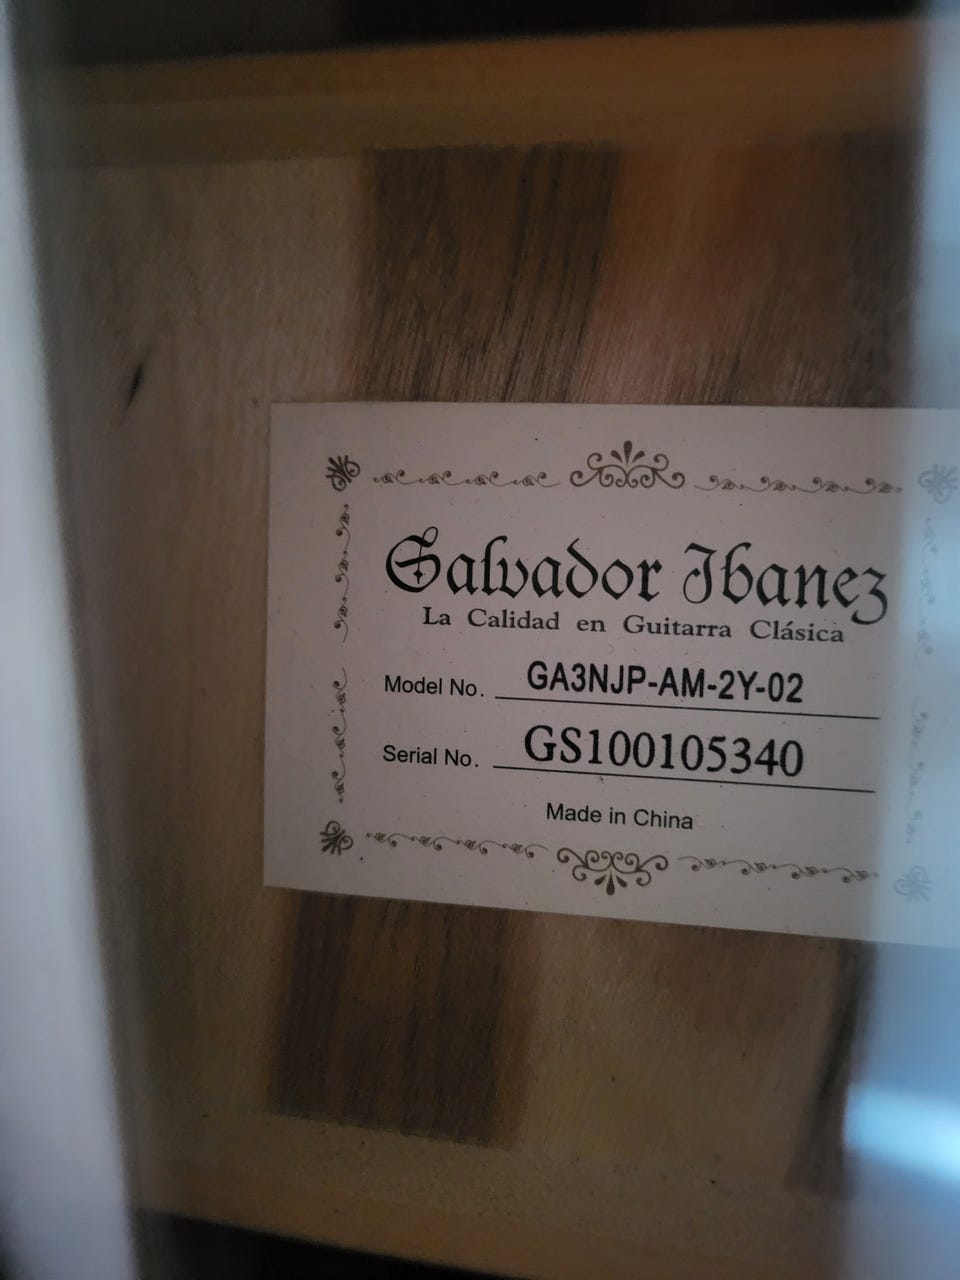 Salvador Ibanez
La Calidad en Guitarra Clásica
Model No. GA3NJP-AM-2Y-02
Serial No. GS100105340
Made in China